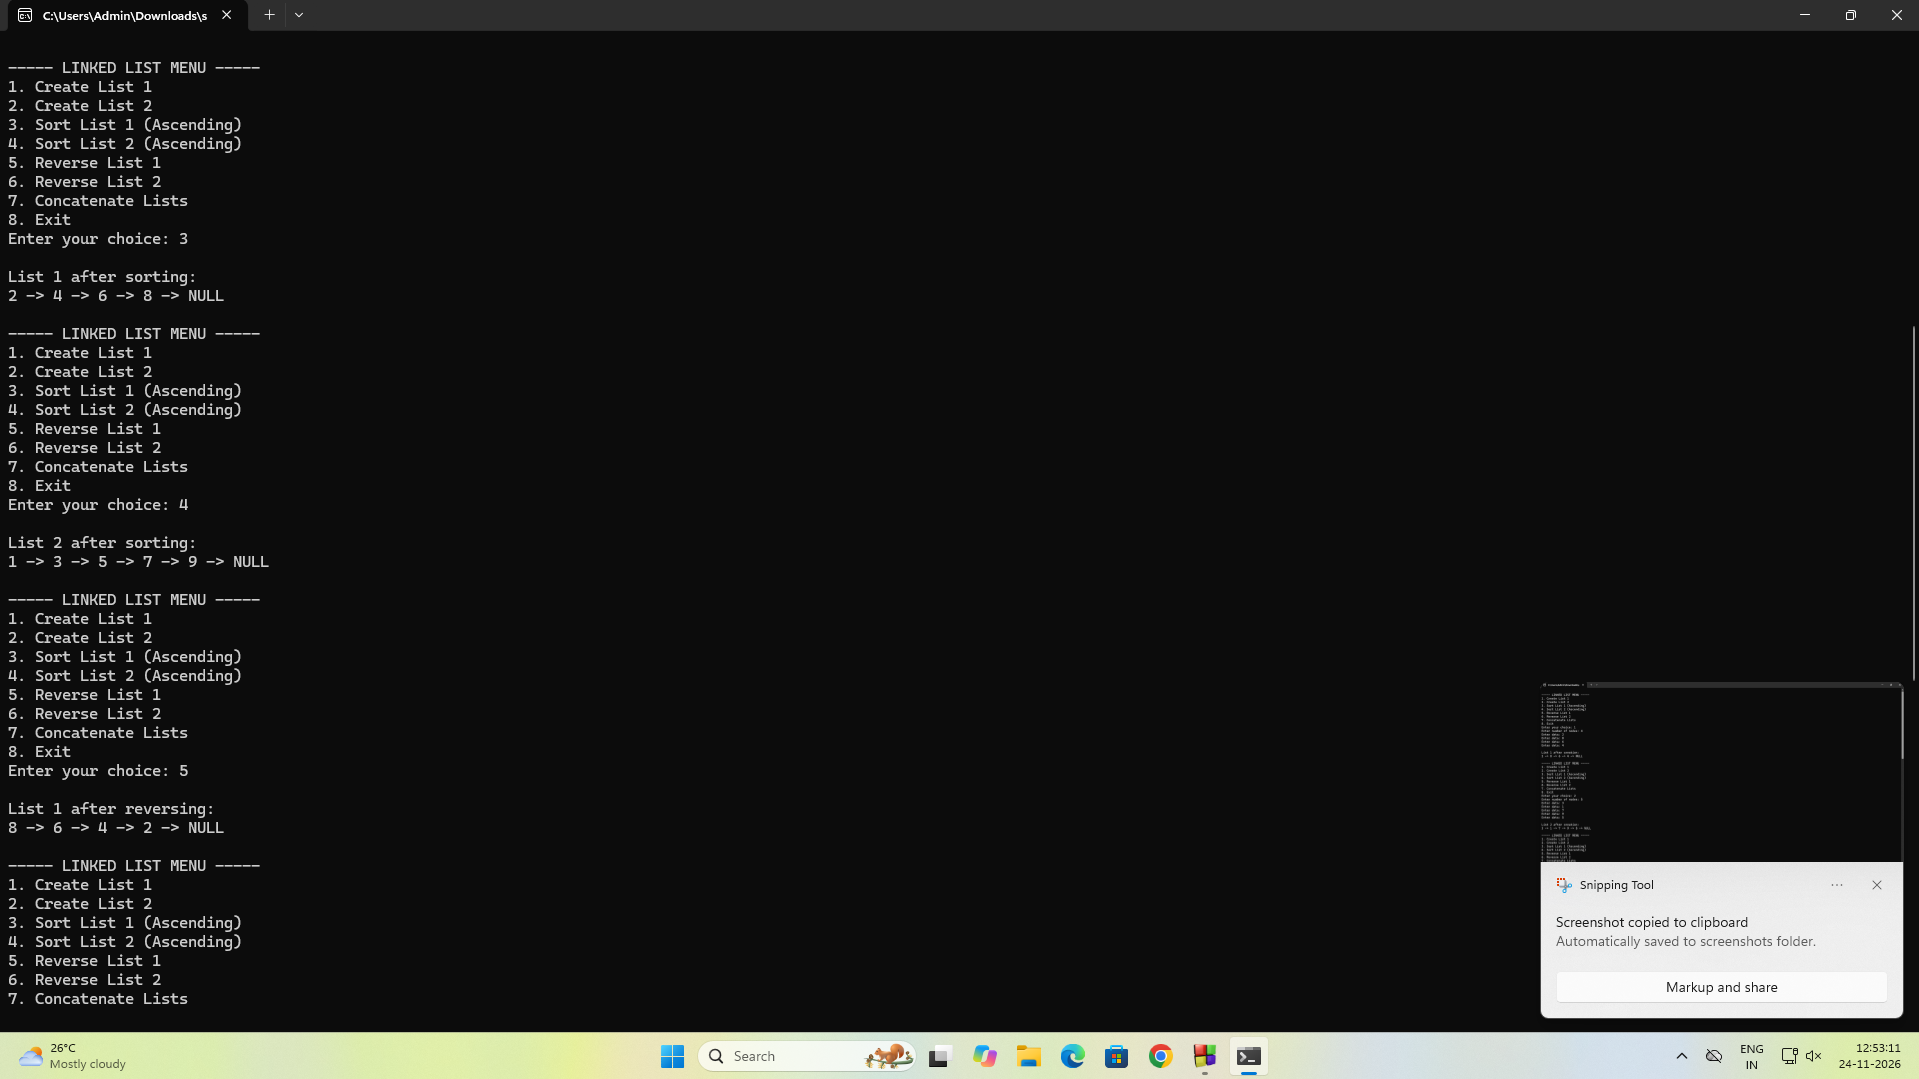 C:\Users\Admin\Downloads\s
----- LINKED LIST MENU -----
1. Create List 1
2. Create List 2
3. Sort List 1 (Ascending)
4. Sort List 2 (Ascending)
5. Reverse List 1
6. Reverse List 2
7. Concatenate Lists
8. Exit
Enter your choice: 3
List 1 after sorting:
2 -> 4 -> 6 -> 8 -> NULL
----- LINKED LIST MENU -----
1. Create List 1
2. Create List 2
3. Sort List 1 (Ascending)
4. Sort List 2 (Ascending)
5. Reverse List 1
6. Reverse List 2
7. Concatenate Lists
8. Exit
Enter your choice: 4
List 2 after sorting:
1 -> 3 -> 5 -> 7 -> 9 -> NULL
----- LINKED LIST MENU -----
1. Create List 1
2. Create List 2
3. Sort List 1 (Ascending)
4. Sort List 2 (Ascending)
5. Reverse List 1
6. Reverse List 2
7. Concatenate Lists
8. Exit
Enter your choice: 5
List 1 after reversing:
8 -> 6 -> 4 -> 2 -> NULL
----- LINKED LIST MENU -----
1. Create List 1
2. Create List 2
3. Sort List 1 (Ascending)
4. Sort List 2 (Ascending)
5. Reverse List 1
6. Reverse List 2
7. Concatenate Lists
Snipping Tool
Screenshot copied to clipboard
Automatically saved to screenshots folder.
Markup and share
26°C
Mostly cloudy
Search
ENG
IN
12:53:11
24-11-2026